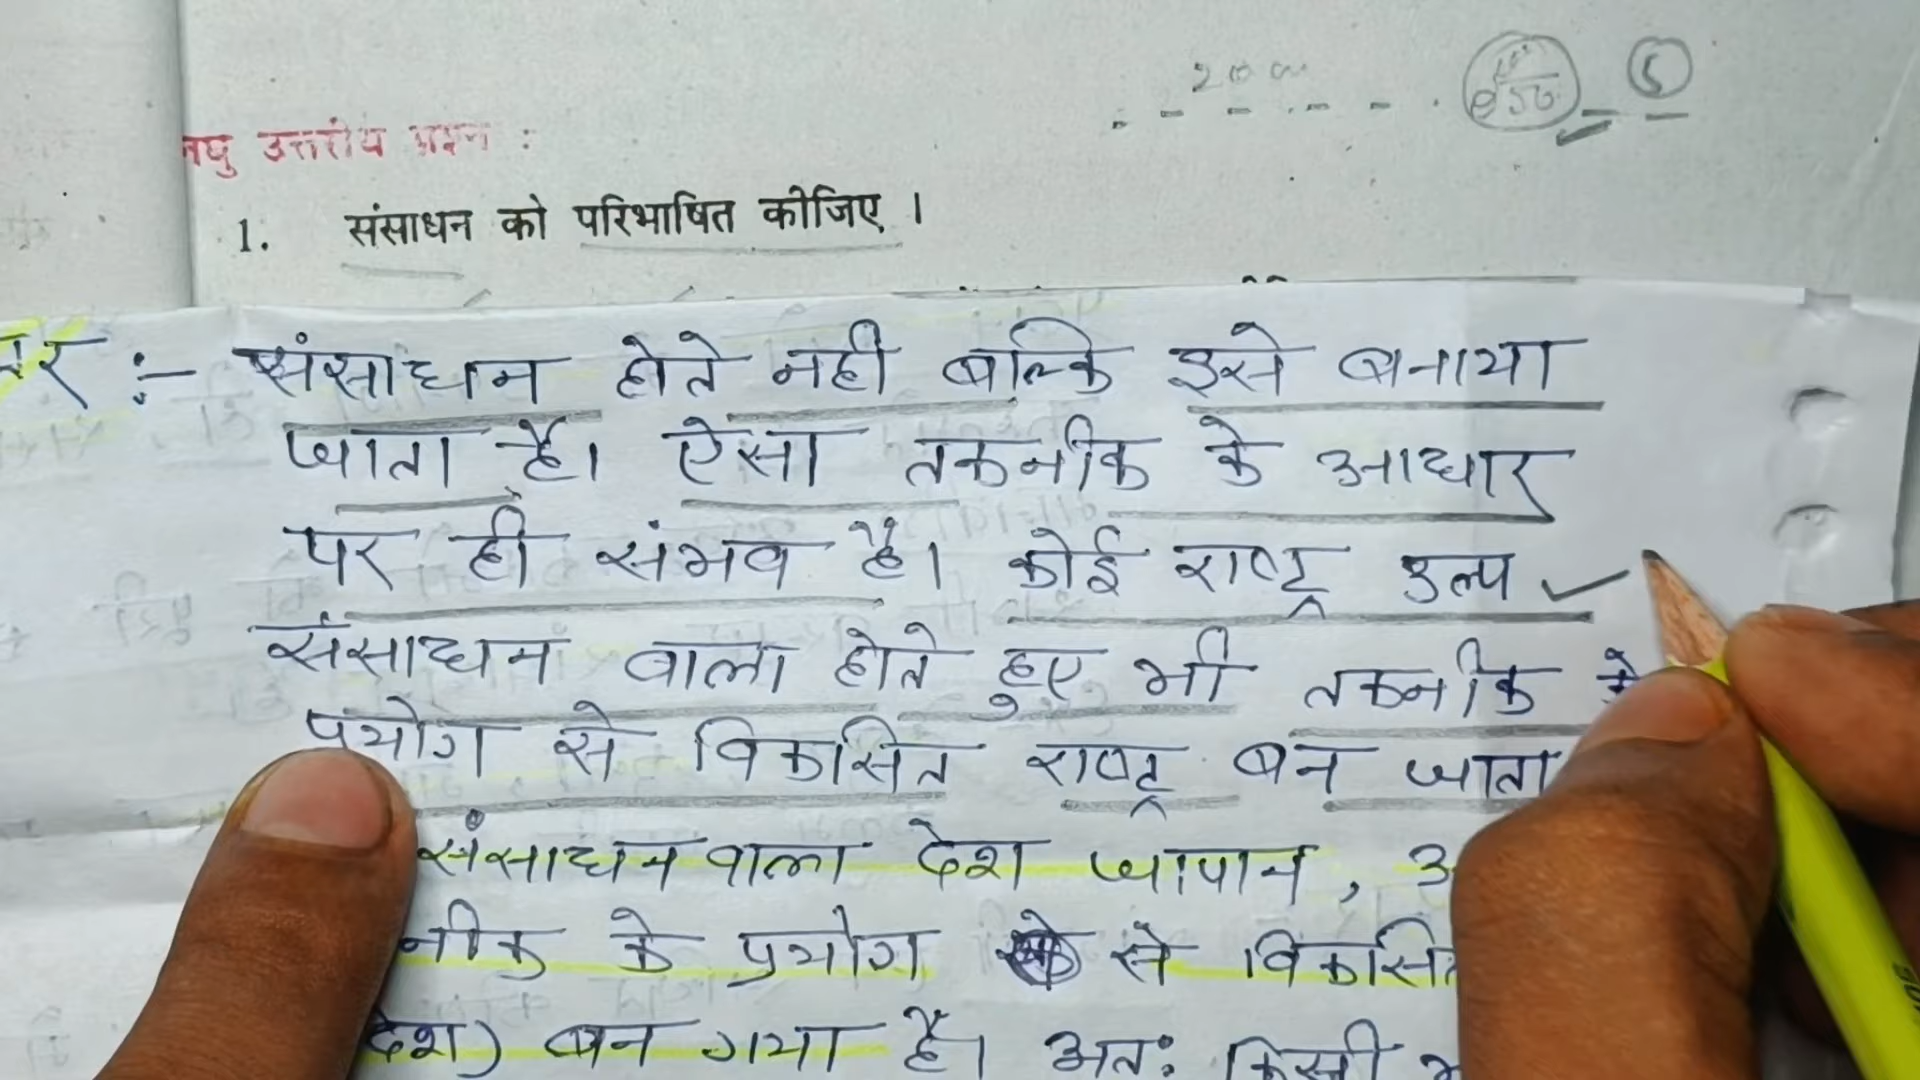 लघु उत्तरीय प्रश्न :
1. संसाधन को परिभाषित कीजिए ।
संसाधन होते नही बल्कि इसे बनाया
जाता है। ऐसा तकनीक के आधार
पर ही संभव है। कोई राष्ट्र अल्प
संसाधन वाला होते हुए भी तकनीक के
प्रयोग से विकसित राष्ट्र बन जाता
संसाधन वाला देश जापान,
नीक के प्रयोग से विकसित
देश) बन गया है। अतः किसी